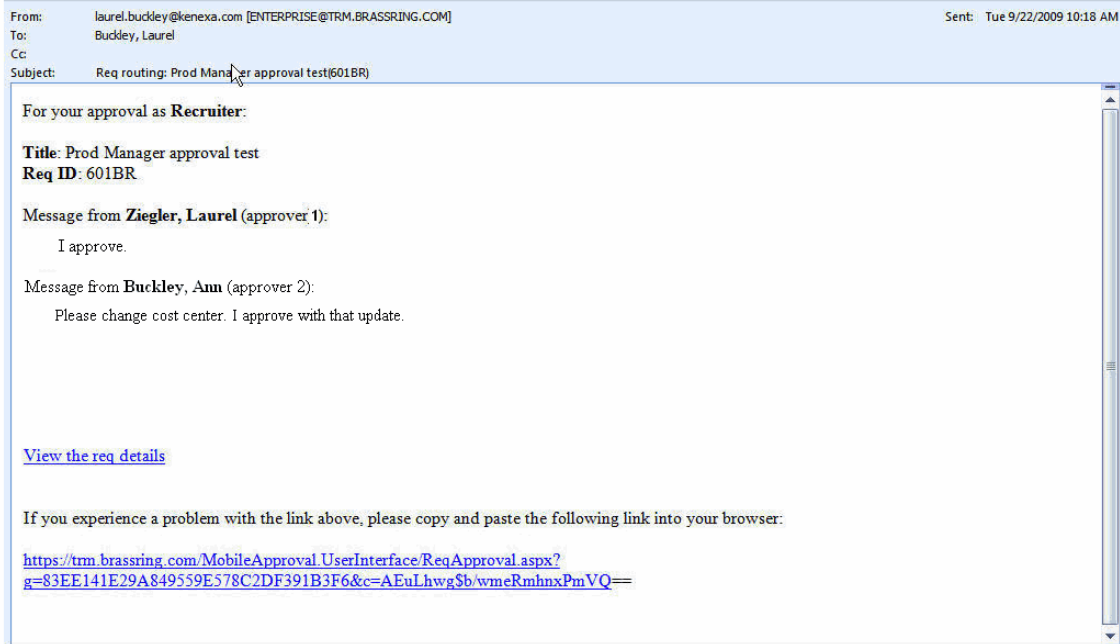 From: laurel.buckley@kenexa.com [ENTERPRISE@TRM.BRASSRING.COM] Sent: Tue 9/22/2009 10:18 AM
To: Buckley, Laurel
Cc:
Subject: Req routing: Prod Manager approval test(601BR)
For your approval as Recruiter:
Title: Prod Manager approval test
Req ID: 601BR
Message from Ziegler, Laurel (approver 1):
I approve.
Message from Buckley, Ann (approver 2):
Please change cost center. I approve with that update.
View the req details
If you experience a problem with the link above, please copy and paste the following link into your browser:
https://trm.brassring.com/MobileApproval.UserInterface/ReqApproval.aspx?
g=83EE141E29A849559E578C2DF391B3F6&c=AEuLhwg$b/wmeRmhnxPmVQ==